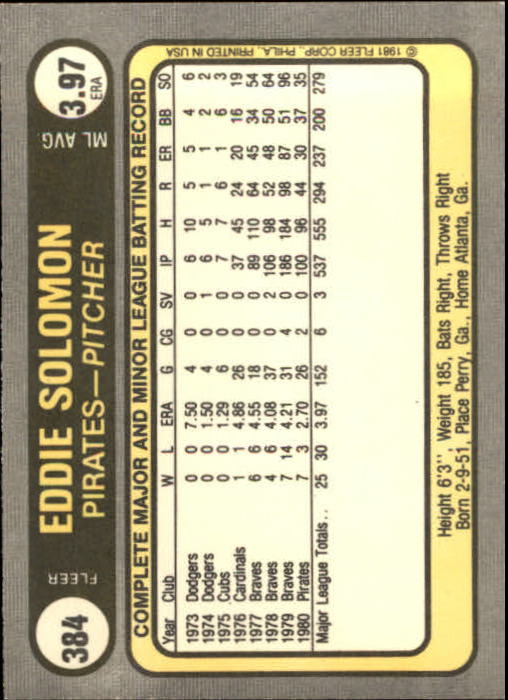 384
FLEER
EDDIE SOLOMON
PIRATES—PITCHER
ML AVG.
3.97
ERA
COMPLETE MAJOR AND MINOR LEAGUE BATTING RECORD
Year Club W L ERA G CG SV IP H R ER BB SO
1973 Dodgers 0 0 7.50 4 0 0 6 10 5 5 4 6
1974 Dodgers 0 0 1.50 4 0 1 6 5 1 1 2 2
1975 Cubs 0 0 1.29 6 0 0 7 7 6 1 6 3
1976 Cardinals 1 1 4.86 26 0 0 37 45 24 20 16 19
1977 Braves 6 6 4.55 18 0 0 89 110 64 45 34 54
1978 Braves 4 6 4.08 37 0 2 106 98 52 48 50 64
1979 Braves 7 14 4.21 31 4 0 186 184 98 87 51 96
1980 Pirates 7 3 2.70 26 2 0 100 96 44 30 37 35
Major League Totals.. 25 30 3.97 152 6 3 537 555 294 237 200 279
Height 6'3'', Weight 185, Bats Right, Throws Right
Born 2-9-51, Place Perry, Ga., Home Atlanta, Ga.
© 1981 FLEER CORP., PHILA., PRINTED IN USA